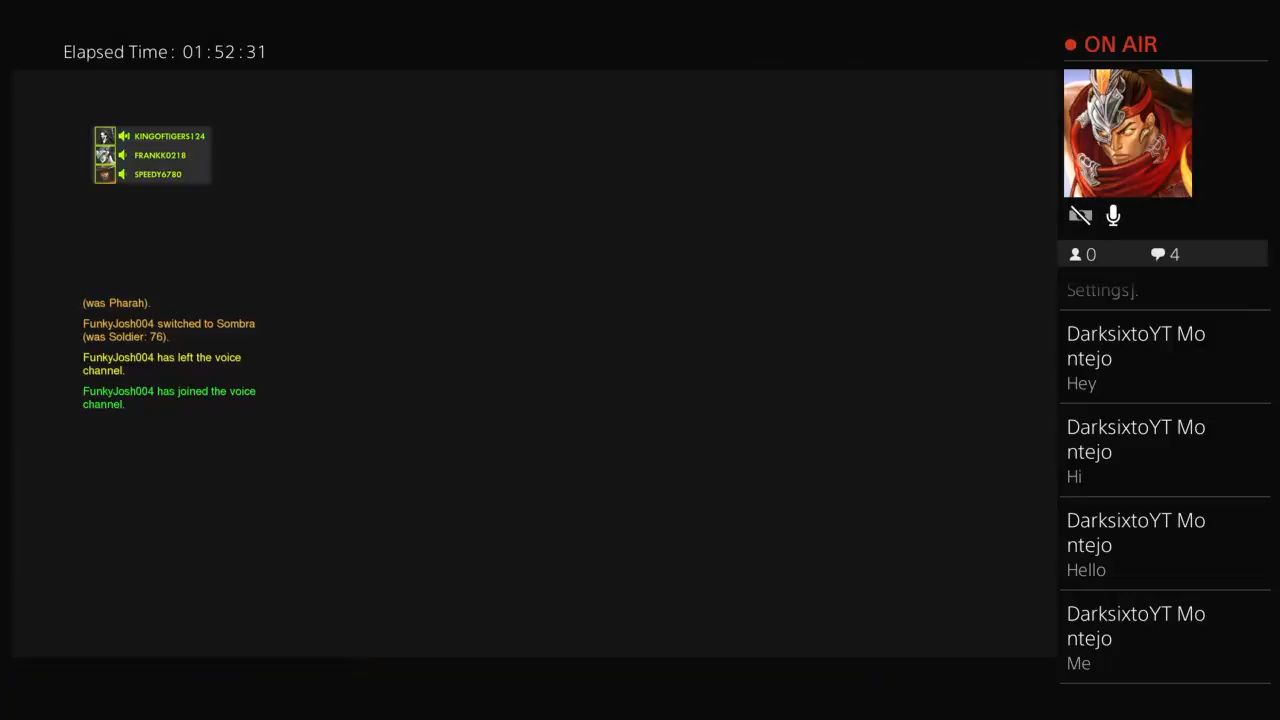 Elapsed Time: 01:52:31
ON AIR
KINGOFTIGERS124
FRANKK0218
SPEEDY6780
0
4
(was Pharah).
FunkyJosh004 switched to Sombra
(was Soldier: 76).
FunkyJosh004 has left the voice
channel.
FunkyJosh004 has joined the voice
channel.
Settings].
DarksixtoYT Mo
ntejo
Hey
DarksixtoYT Mo
ntejo
Hi
DarksixtoYT Mo
ntejo
Hello
DarksixtoYT Mo
ntejo
Me